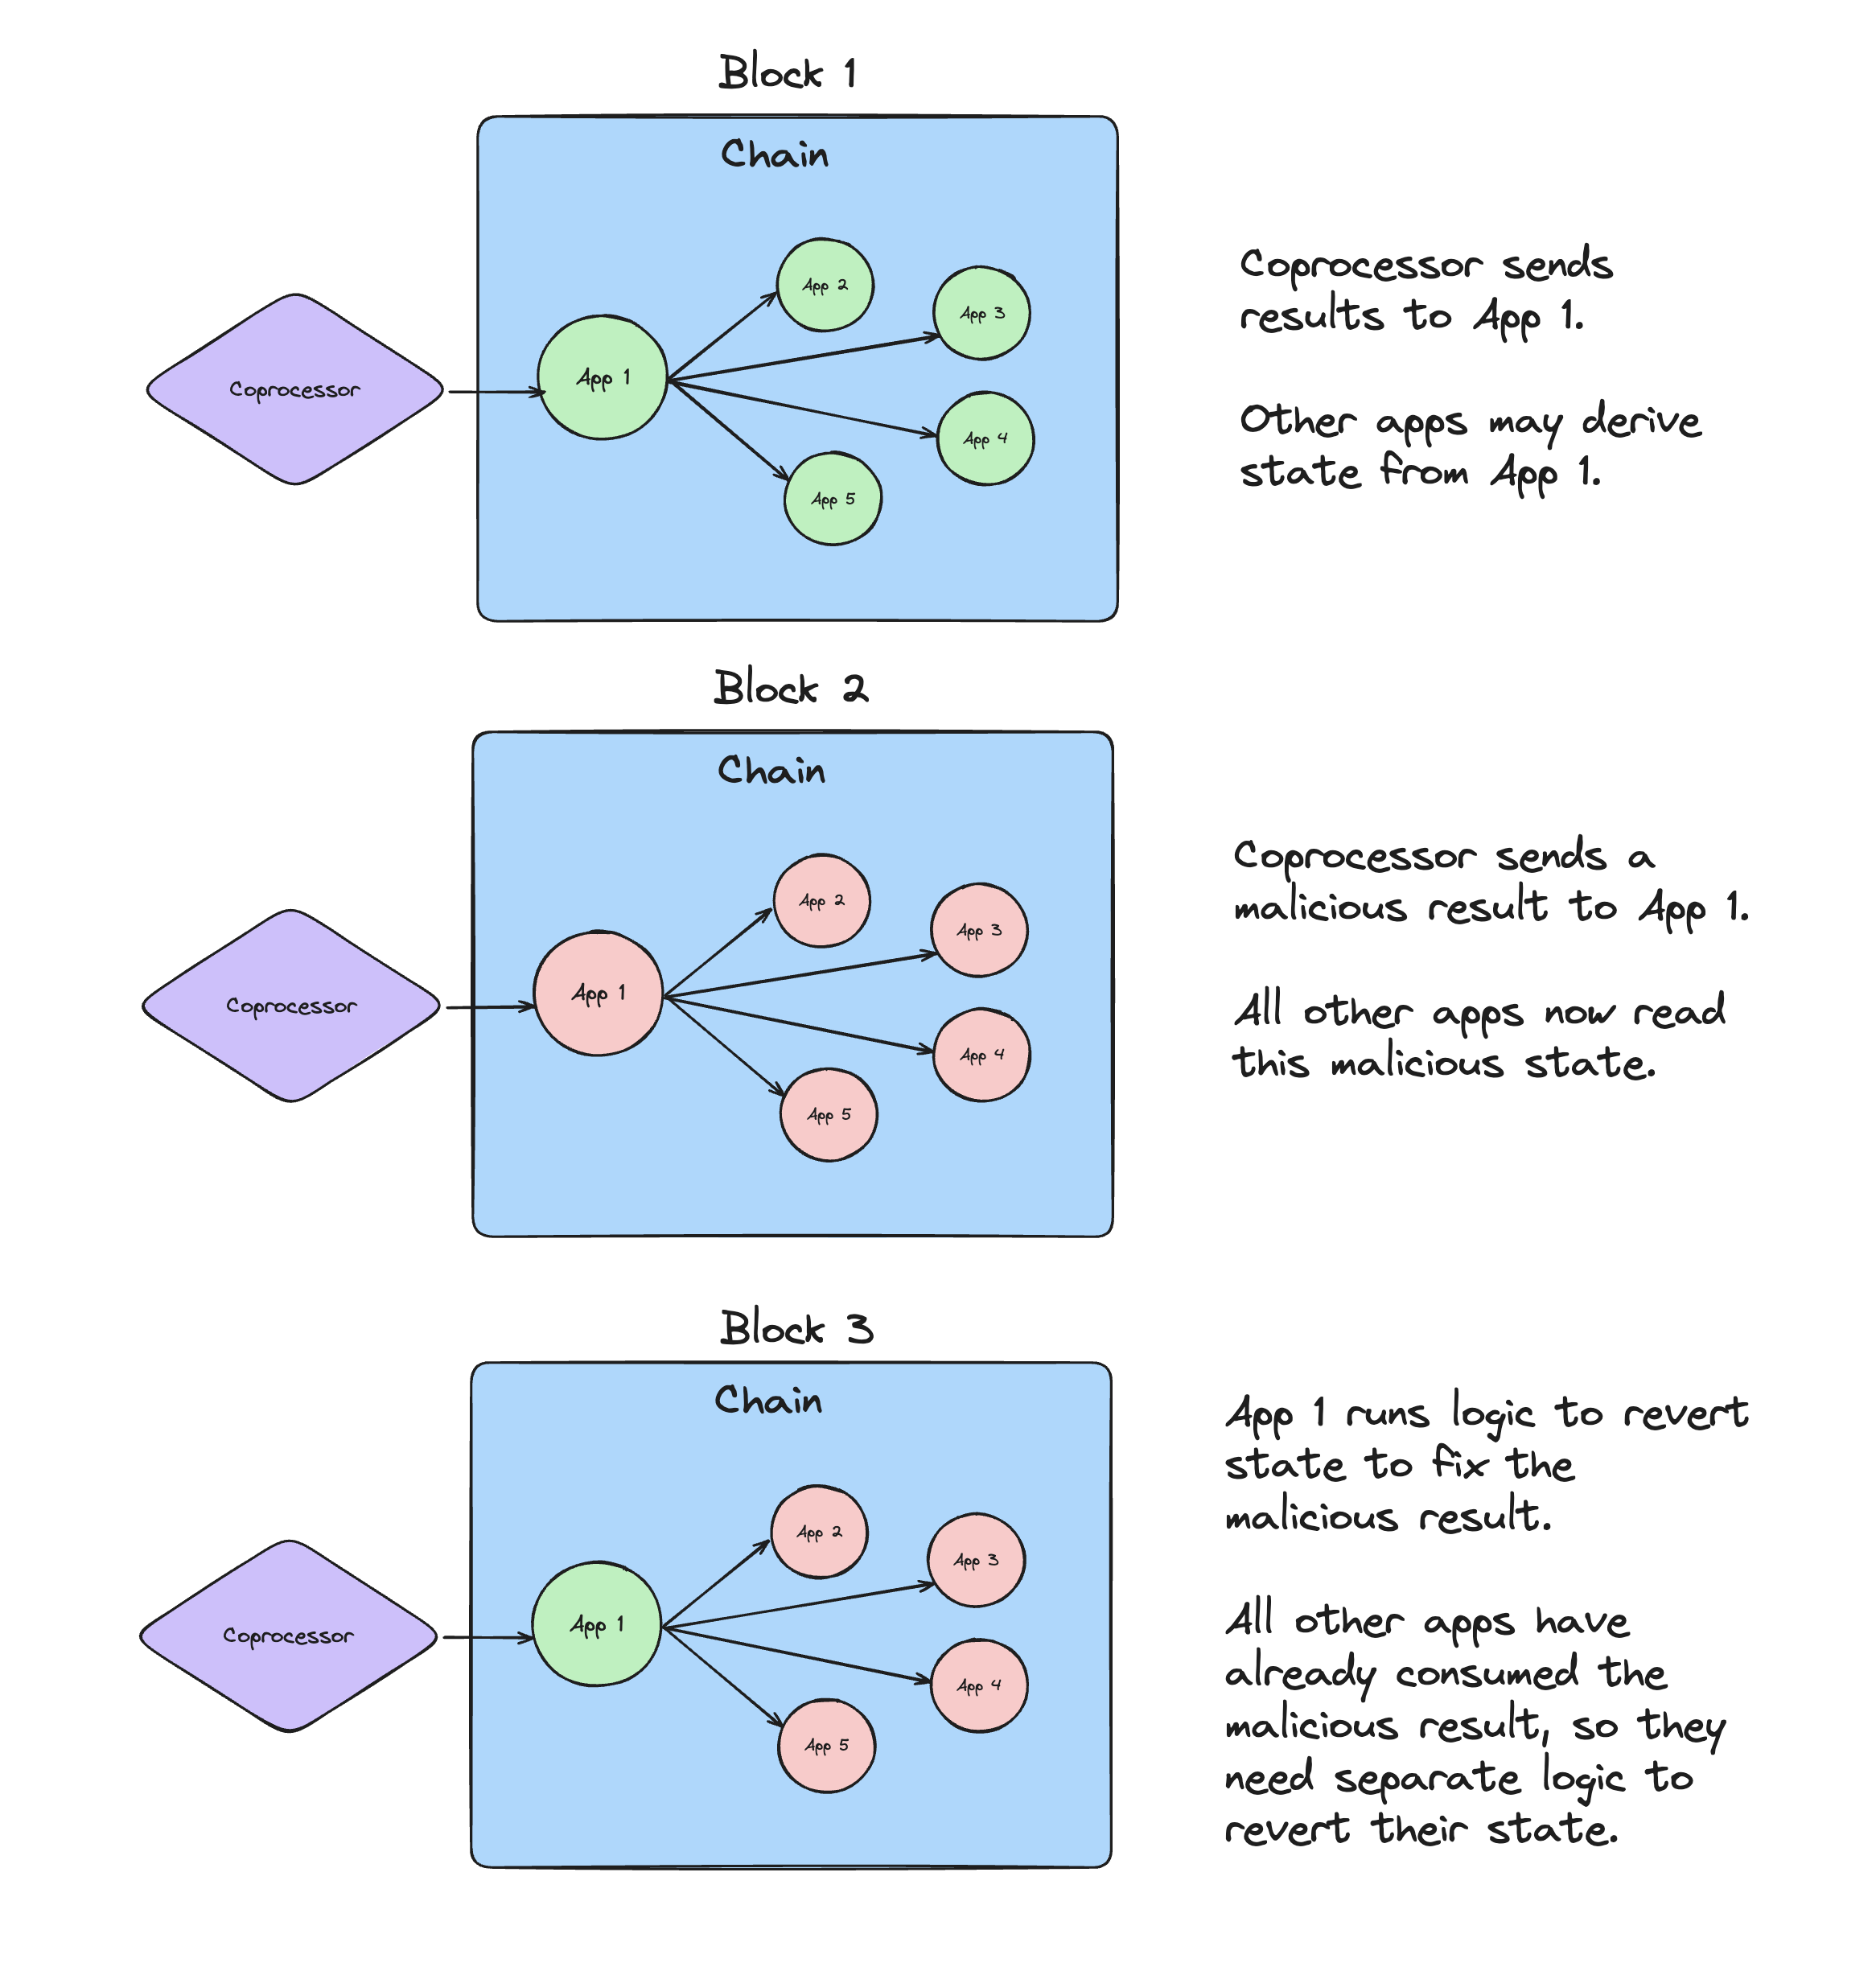 Block 1
Chain
App 2
App 3
App 1
Coprocessor
App 4
App 5
Coprocessor sends
results to App 1.
Other apps may derive
state from App 1.
Block 2
Chain
App 2
App 3
App 1
Coprocessor
App 4
App 5
Coprocessor sends a
malicious result to App 1.
All other apps now read
this malicious state.
Block 3
Chain
App 2
App 3
App 1
Coprocessor
App 4
App 5
App 1 runs logic to revert
state to fix the
malicious result.
All other apps have
already consumed the
malicious result, so they
need separate logic to
revert their state.